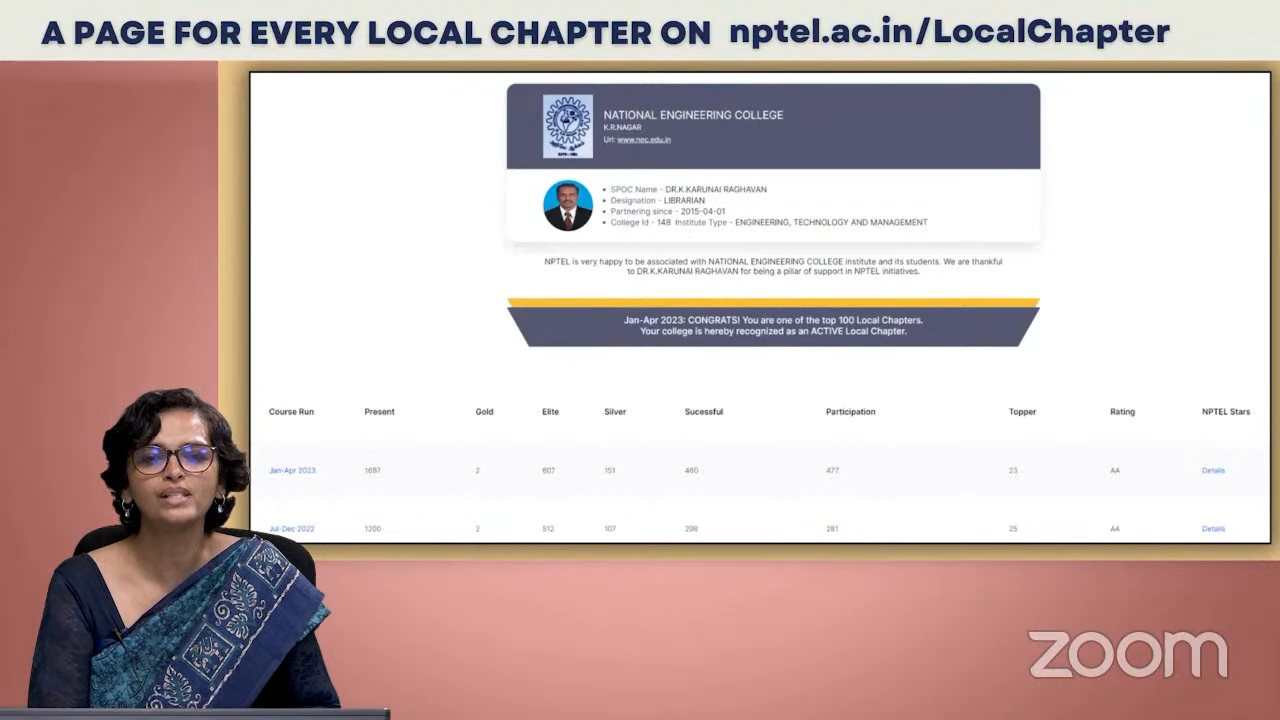 A PAGE FOR EVERY LOCAL CHAPTER ON nptel.ac.in/LocalChapter
NATIONAL ENGINEERING COLLEGE
K.R.NAGAR
Url: www.nec.edu.in
• SPOC Name - DR.K.KARUNAI RAGHAVAN
• Designation - LIBRARIAN
• Partnering since - 2015-04-01
• College Id - 148 Institute Type - ENGINEERING, TECHNOLOGY AND MANAGEMENT
NPTEL is very happy to be associated with NATIONAL ENGINEERING COLLEGE institute and its students. We are thankful
to DR.K.KARUNAI RAGHAVAN for being a pillar of support in NPTEL initiatives.
Jan-Apr 2023: CONGRATS! You are one of the top 100 Local Chapters.
Your college is hereby recognized as an ACTIVE Local Chapter.
Course Run Present Gold Elite Silver Sucessful Participation Topper Rating NPTEL Stars
Jan-Apr 2023 1697 2 607 151 460 477 23 AA Details
Jul-Dec 2022 1200 2 512 107 298 281 25 AA Details
zoom